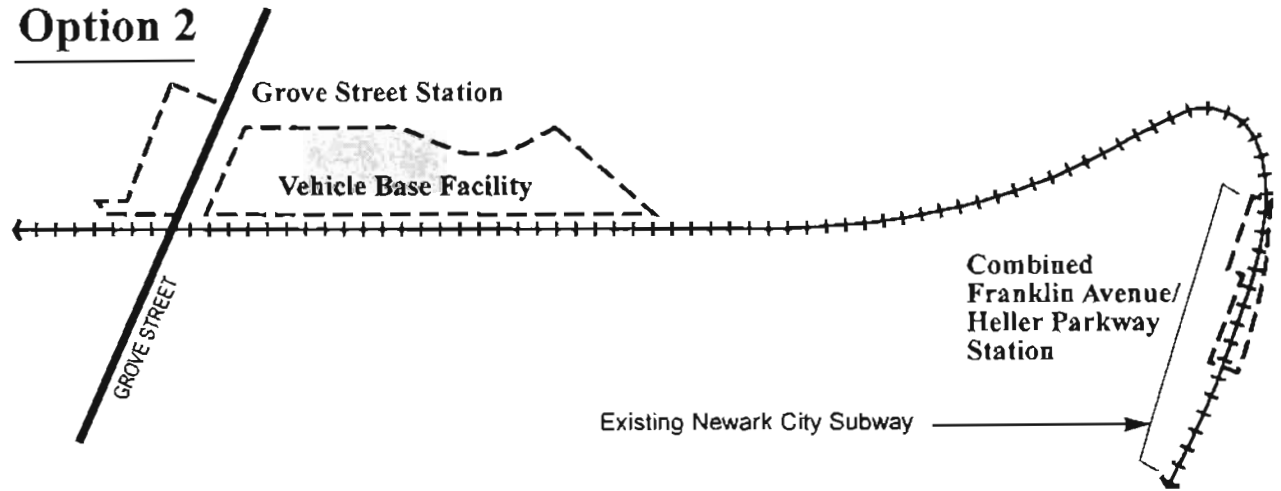 Option 2
Grove Street Station
Vehicle Base Facility
GROVE STREET
Combined
Franklin Avenue/
Heller Parkway
Station
Existing Newark City Subway